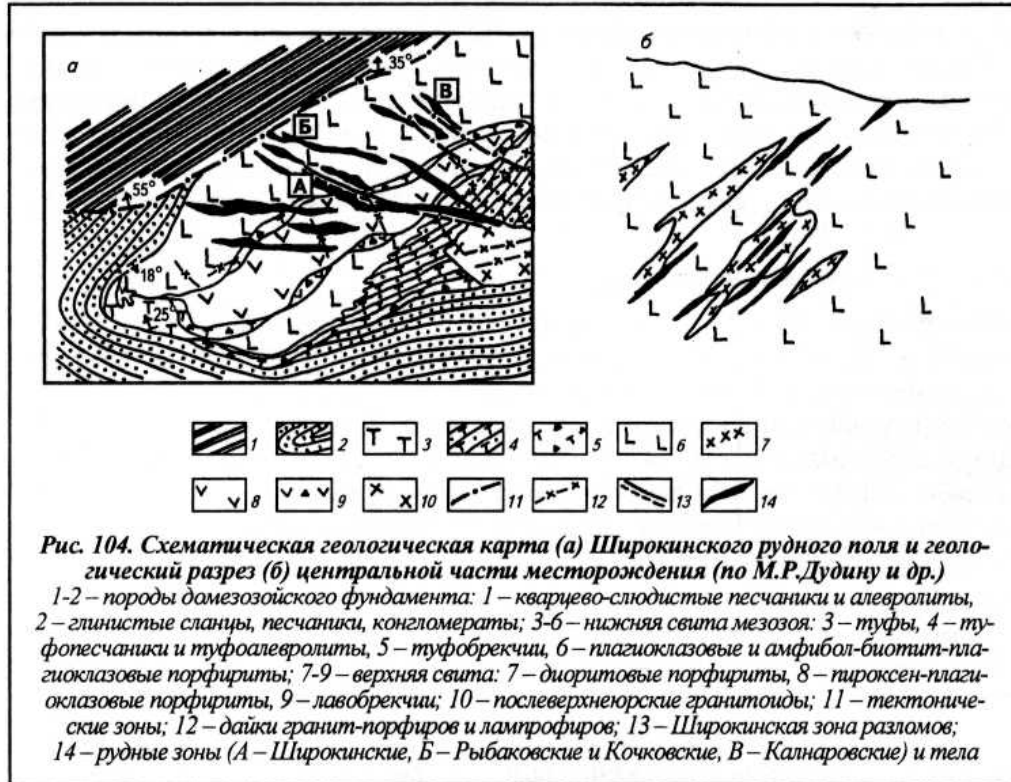 а
б
35°
В
Б
А
55°
18°
25°
1 2 3 4 5 6 7
8 9 10 11 12 13 14
Рис. 104. Схематическая геологическая карта (а) Широкинского рудного поля и геоло-
гический разрез (б) центральной части месторождения (по М.Р.Дудину и др.)
1-2 – породы домезозойского фундамента: 1 – кварцево-слюдистые песчаники и алевролиты,
2 – глинистые сланцы, песчаники, конгломераты; 3-6 – нижняя свита мезозоя: 3 – туфы, 4 – ту-
фопесчаники и туфоалевролиты, 5 – туфобрекчии, 6 – плагиоклазовые и амфибол-биотит-пла-
гиоклазовые порфириты; 7-9 – верхняя свита: 7 – диоритовые порфириты, 8 – пироксен-плаги-
оклазовые порфириты, 9 – лавобрекчии; 10 – послеверхнеюрские гранитоиды; 11 – тектониче-
ские зоны; 12 – дайки гранит-порфиров и лампрофиров; 13 – Широкинская зона разломов;
14 – рудные зоны (А – Широкинские, Б – Рыбаковские и Кочковские, В – Калнаровские) и тела